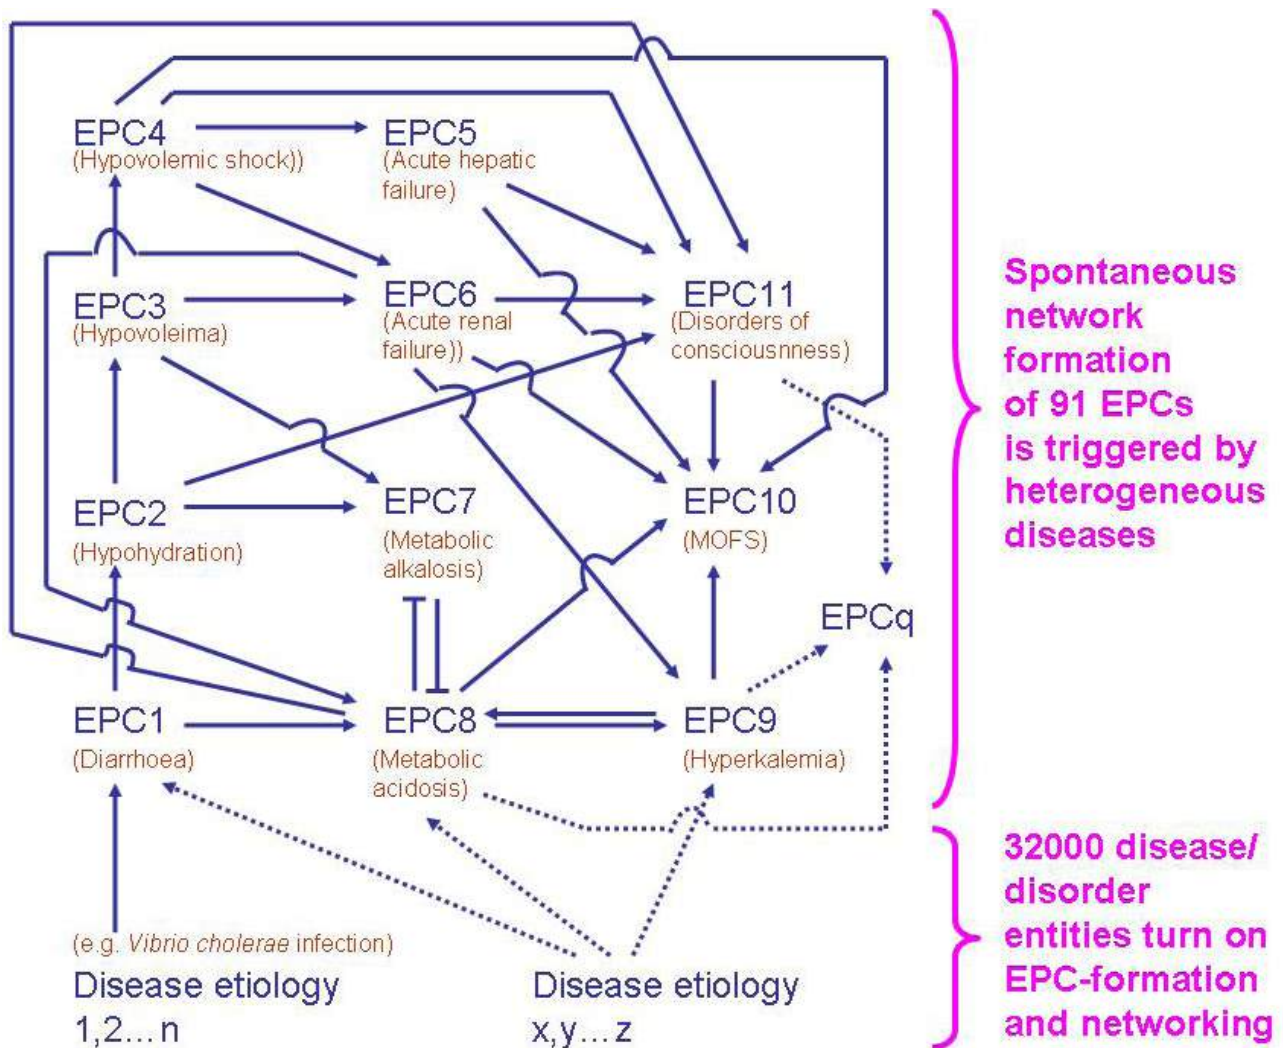 EPC4
(Hypovolemic shock))
EPC5
(Acute hepatic
failure)
EPC3
(Hypovoleima)
EPC6
(Acute renal
failure))
EPC11
(Disorders of
consciousnness)
EPC2
(Hypohydration)
EPC7
(Metabolic
alkalosis)
EPC10
(MOFS)
EPCq
EPC1
(Diarrhoea)
EPC8
(Metabolic
acidosis)
EPC9
(Hyperkalemia)
(e.g. Vibrio cholerae infection)
Disease etiology
1,2...n
Disease etiology
x,y...z
Spontaneous
network
formation
of 91 EPCs
is triggered by
heterogeneous
diseases
32000 disease/
disorder
entities turn on
EPC-formation
and networking